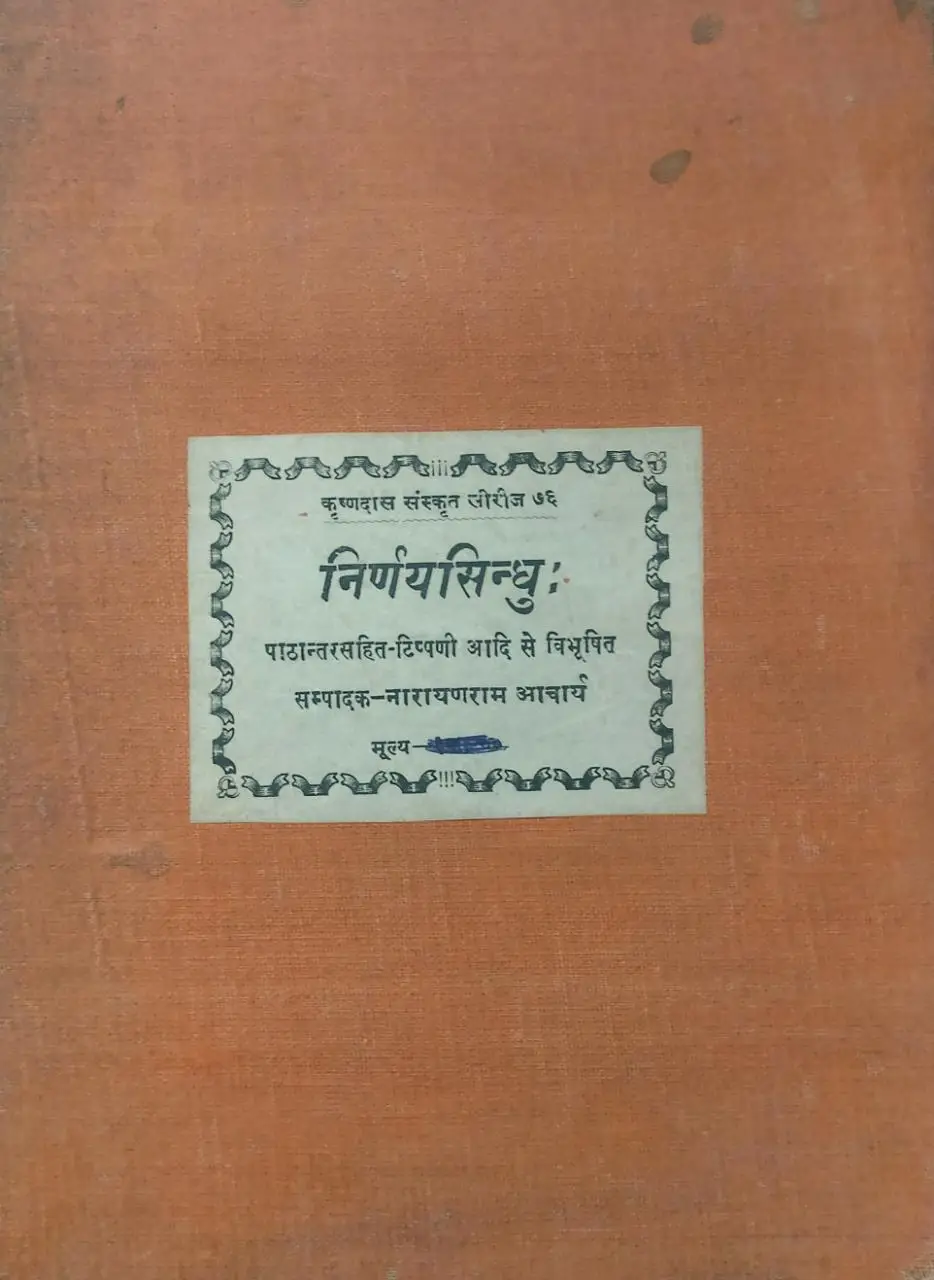 कृष्णदास संस्कृत सीरीज ७६
निर्णयसिन्धुः
पाठान्तरसहित-टिप्पणी आदि से विभूषित
सम्पादक-नारायणराम आचार्य
मूल्य-